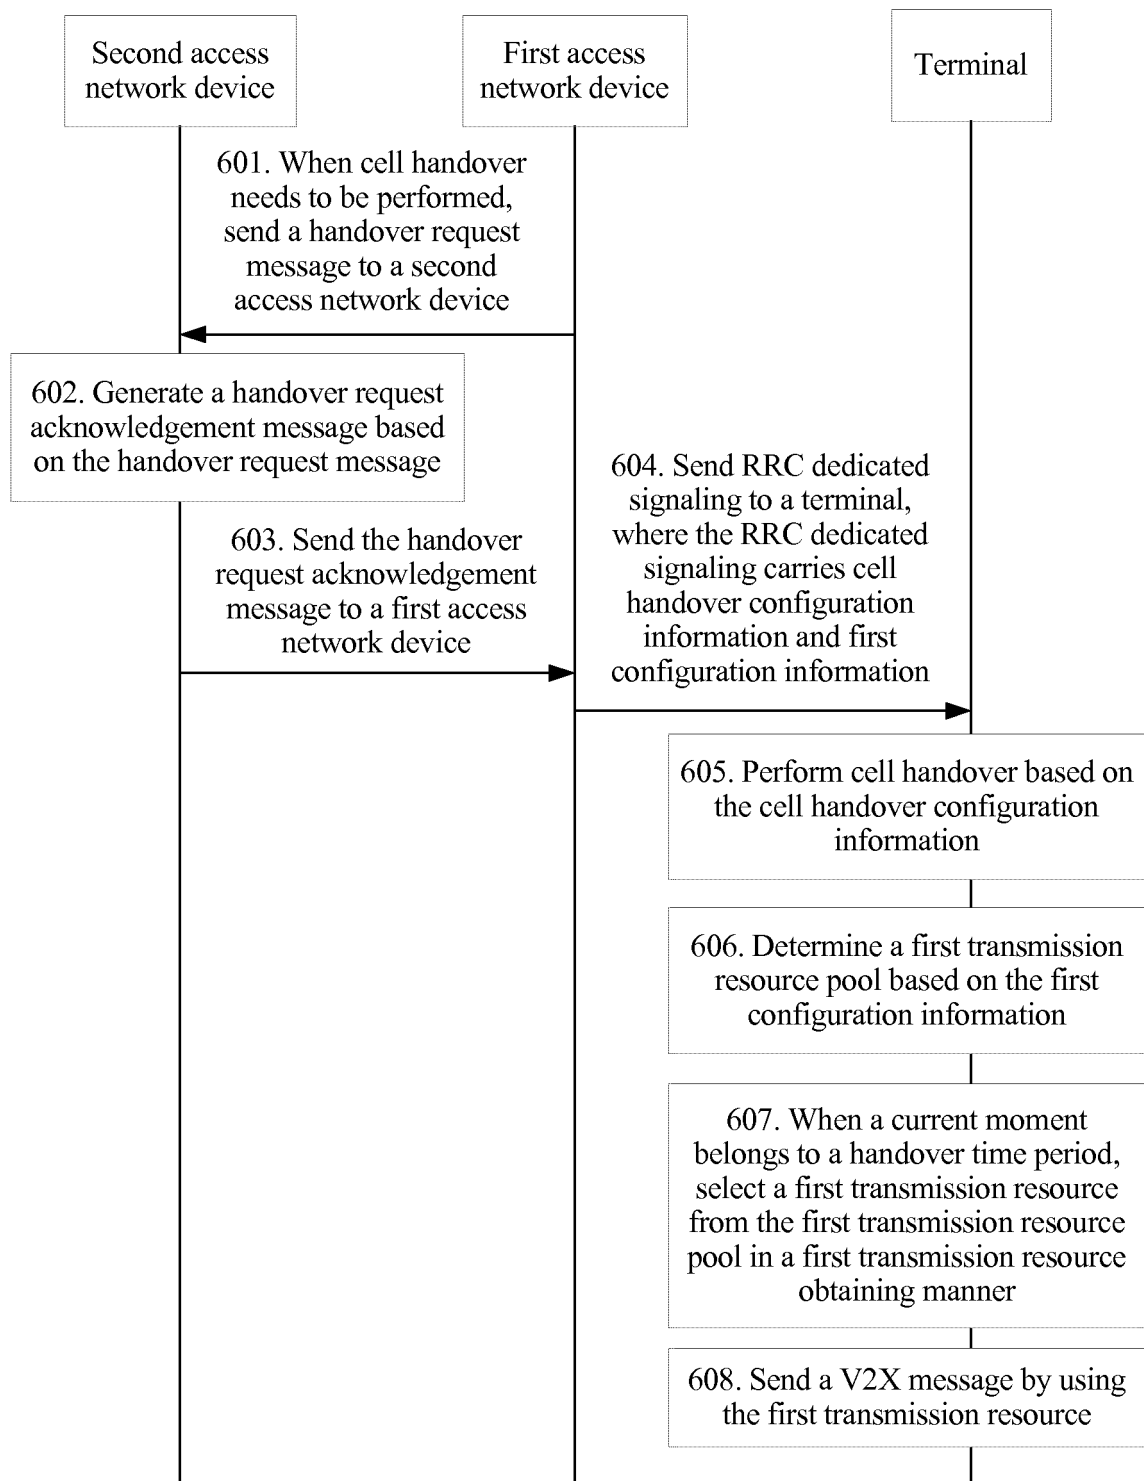 Second access
network device
First access
network device
Terminal
601. When cell handover
needs to be performed,
send a handover request
message to a second
access network device
602. Generate a handover request
acknowledgement message based
on the handover request message
603. Send the handover
request acknowledgement
message to a first access
network device
604. Send RRC dedicated
signaling to a terminal,
where the RRC dedicated
signaling carries cell
handover configuration
information and first
configuration information
605. Perform cell handover based on
the cell handover configuration
information
606. Determine a first transmission
resource pool based on the first
configuration information
607. When a current moment
belongs to a handover time period,
select a first transmission resource
from the first transmission resource
pool in a first transmission resource
obtaining manner
608. Send a V2X message by using
the first transmission resource